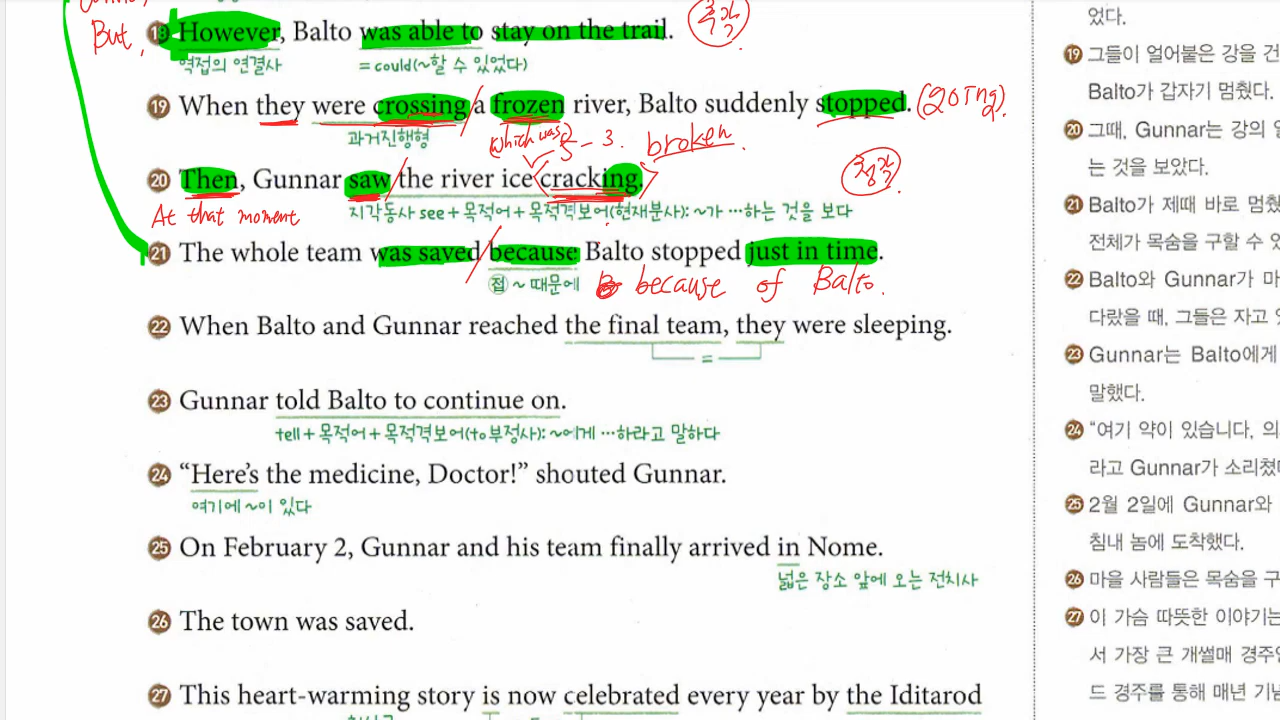 But,
18 However, Balto was able to stay on the trail.
역접의 연결사
= could(~할 수 있었다)
었다.
19 When they were crossing a frozen river, Balto suddenly stopped.
과거진행형
(which was)
5-3.
broken.
19 그들이 얼어붙은 강을 건
Balto가 갑자기 멈췄다.
20 Then, Gunnar saw the river ice cracking.
At that moment
지각동사 see + 목적어 + 목적격보어(현재분사): ~가 …하는 것을 보다
20 그때, Gunnar는 강의 얼
는 것을 보았다.
21 The whole team was saved because Balto stopped just in time.
접 ~ 때문에
because of Balto.
21 Balto가 제때 바로 멈췄
전체가 목숨을 구할 수 있
22 When Balto and Gunnar reached the final team, they were sleeping.
=
22 Balto와 Gunnar가 마
다랐을 때, 그들은 자고 있
23 Gunnar told Balto to continue on.
tell + 목적어 + 목적격보어(to부정사): ~에게 …하라고 말하다
23 Gunnar는 Balto에게
말했다.
24 “Here’s the medicine, Doctor!” shouted Gunnar.
여기에 ~이 있다
24 “여기 약이 있습니다, 의
라고 Gunnar가 소리쳤다
25 On February 2, Gunnar and his team finally arrived in Nome.
넓은 장소 앞에 오는 전치사
25 2월 2일에 Gunnar와
침내 놈에 도착했다.
26 The town was saved.
26 마을 사람들은 목숨을 구
27 This heart-warming story is now celebrated every year by the Iditarod
27 이 가슴 따뜻한 이야기는
서 가장 큰 개썰매 경주인
드 경주를 통해 매년 기념